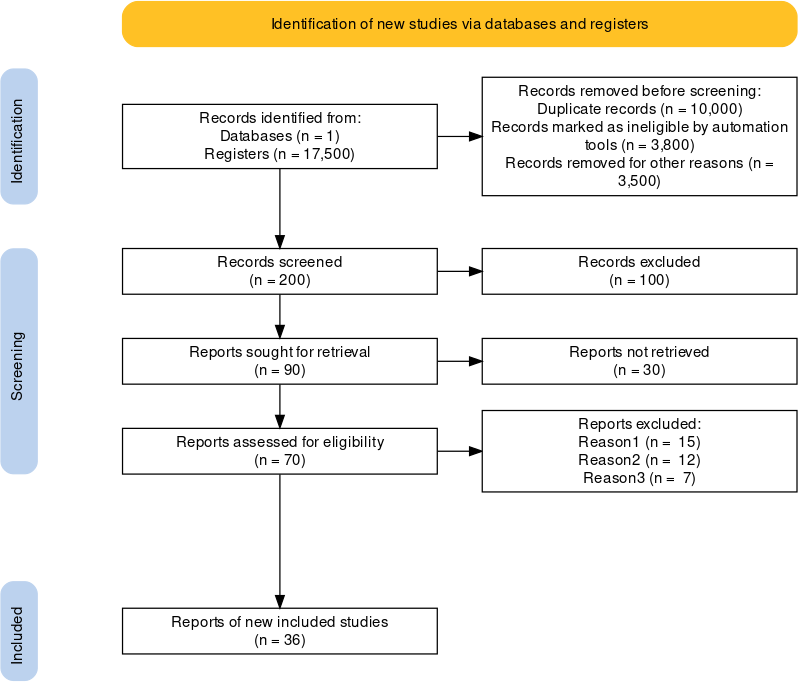 Identification of new studies via databases and registers
Identification
Records identified from:
Databases (n = 1)
Registers (n = 17,500)
Records removed before screening:
Duplicate records (n = 10,000)
Records marked as ineligible by automation
tools (n = 3,800)
Records removed for other reasons (n =
3,500)
Screening
Records screened
(n = 200)
Records excluded
(n = 100)
Reports sought for retrieval
(n = 90)
Reports not retrieved
(n = 30)
Reports assessed for eligibility
(n = 70)
Reports excluded:
Reason1 (n = 15)
Reason2 (n = 12)
Reason3 (n = 7)
Included
Reports of new included studies
(n = 36)